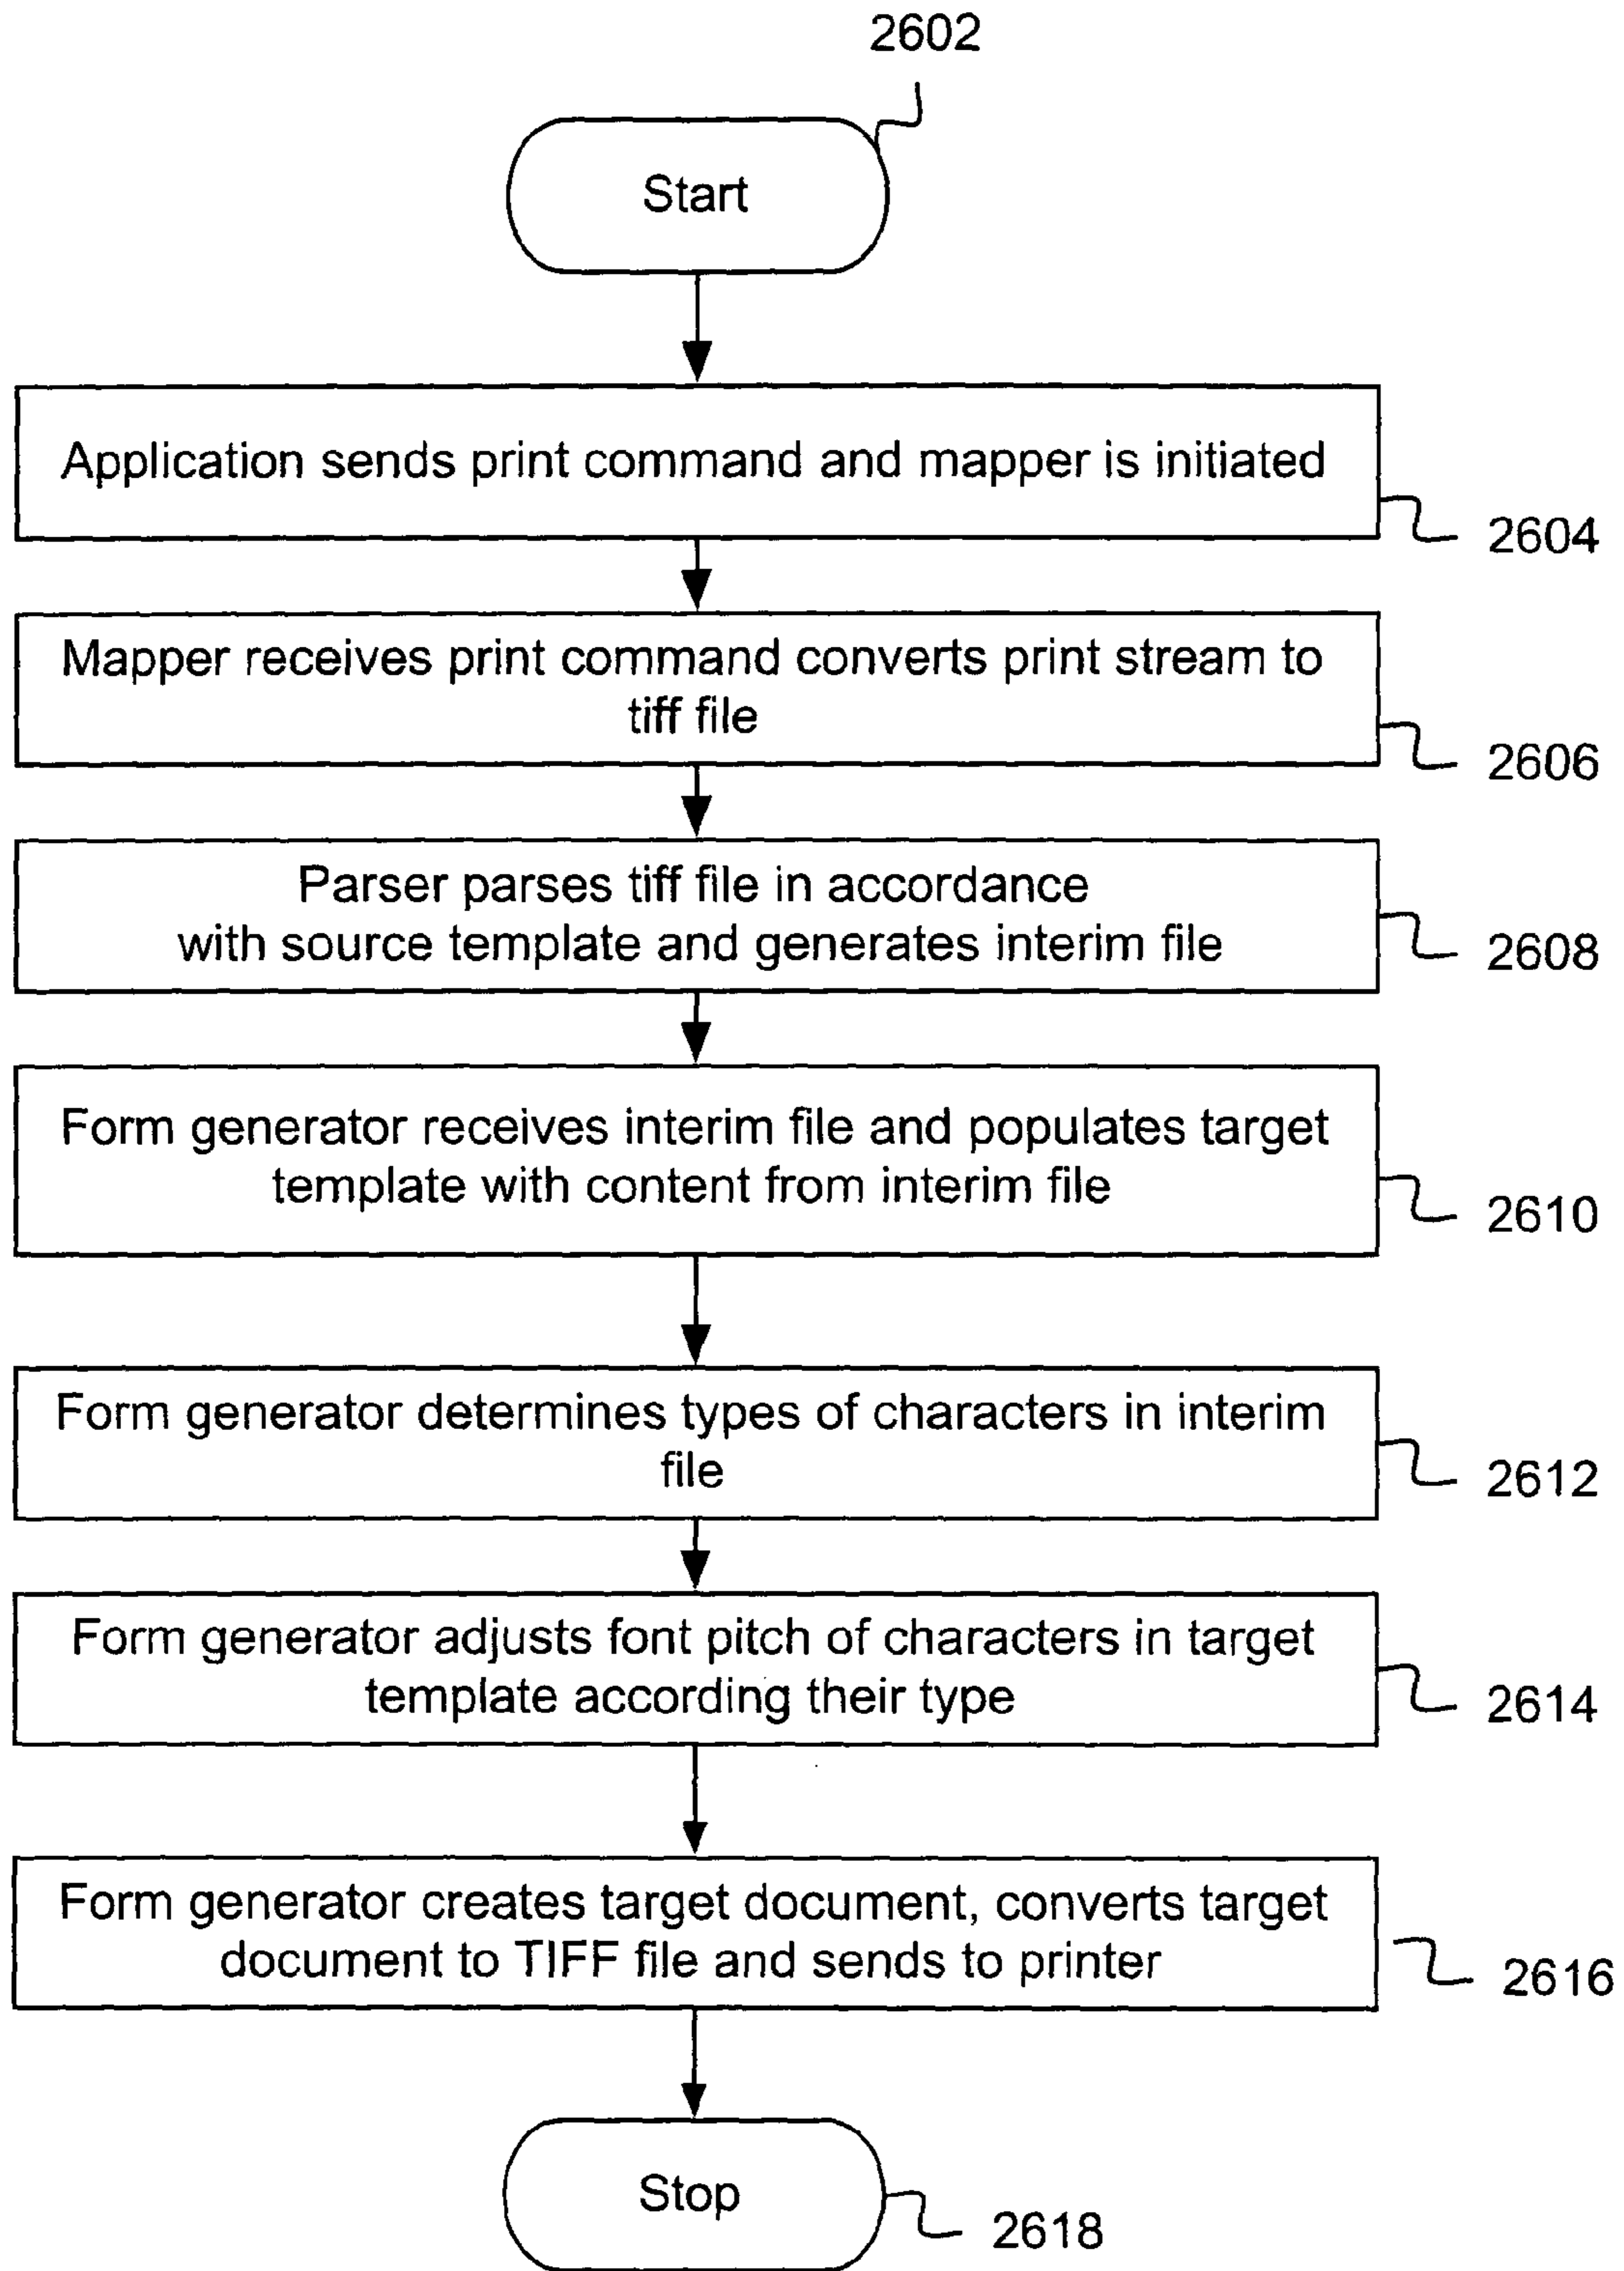 2602
Start
Application sends print command and mapper is initiated
2604
Mapper receives print command converts print stream to
tiff file
2606
Parser parses tiff file in accordance
with source template and generates interim file
2608
Form generator receives interim file and populates target
template with content from interim file
2610
Form generator determines types of characters in interim
file
2612
Form generator adjusts font pitch of characters in target
template according their type
2614
Form generator creates target document, converts target
document to TIFF file and sends to printer
2616
Stop
2618